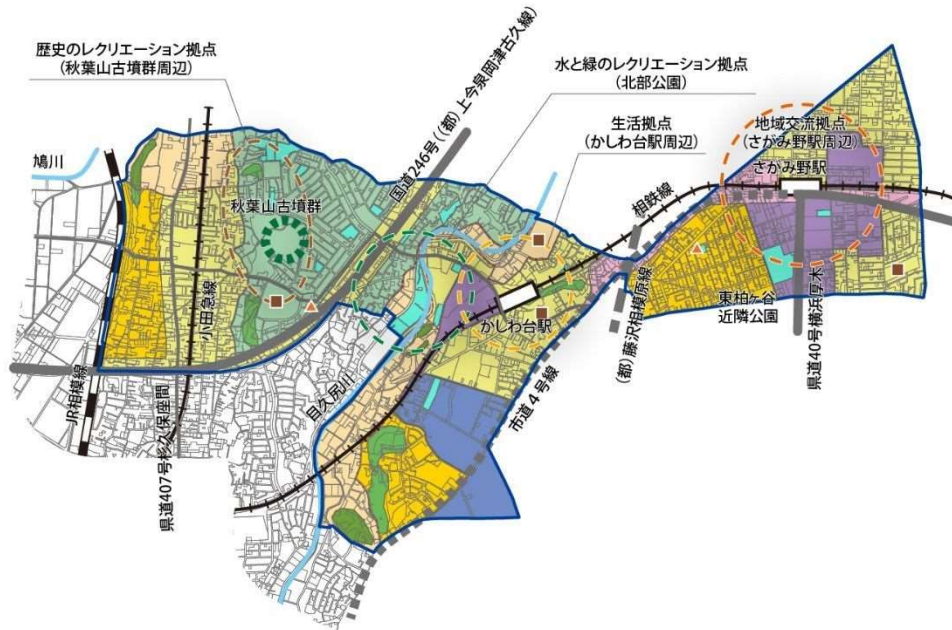 歴史のレクリエーション拠点
(秋葉山古墳群周辺)
国道246号((都)上今泉岡津古久線)
水と緑のレクリエーション拠点
(北部公園)
生活拠点
(かしわ台駅周辺)
地域交流拠点
(さがみ野駅周辺)
さがみ野駅
鳩川
秋葉山古墳群
相鉄線
小田急線
かしわ台駅
東柏ヶ谷
近隣公園
(都)藤沢相模原線
県道40号横浜厚木
JR相模線
目久尻川
市道4号線
県道407号杉久保座間